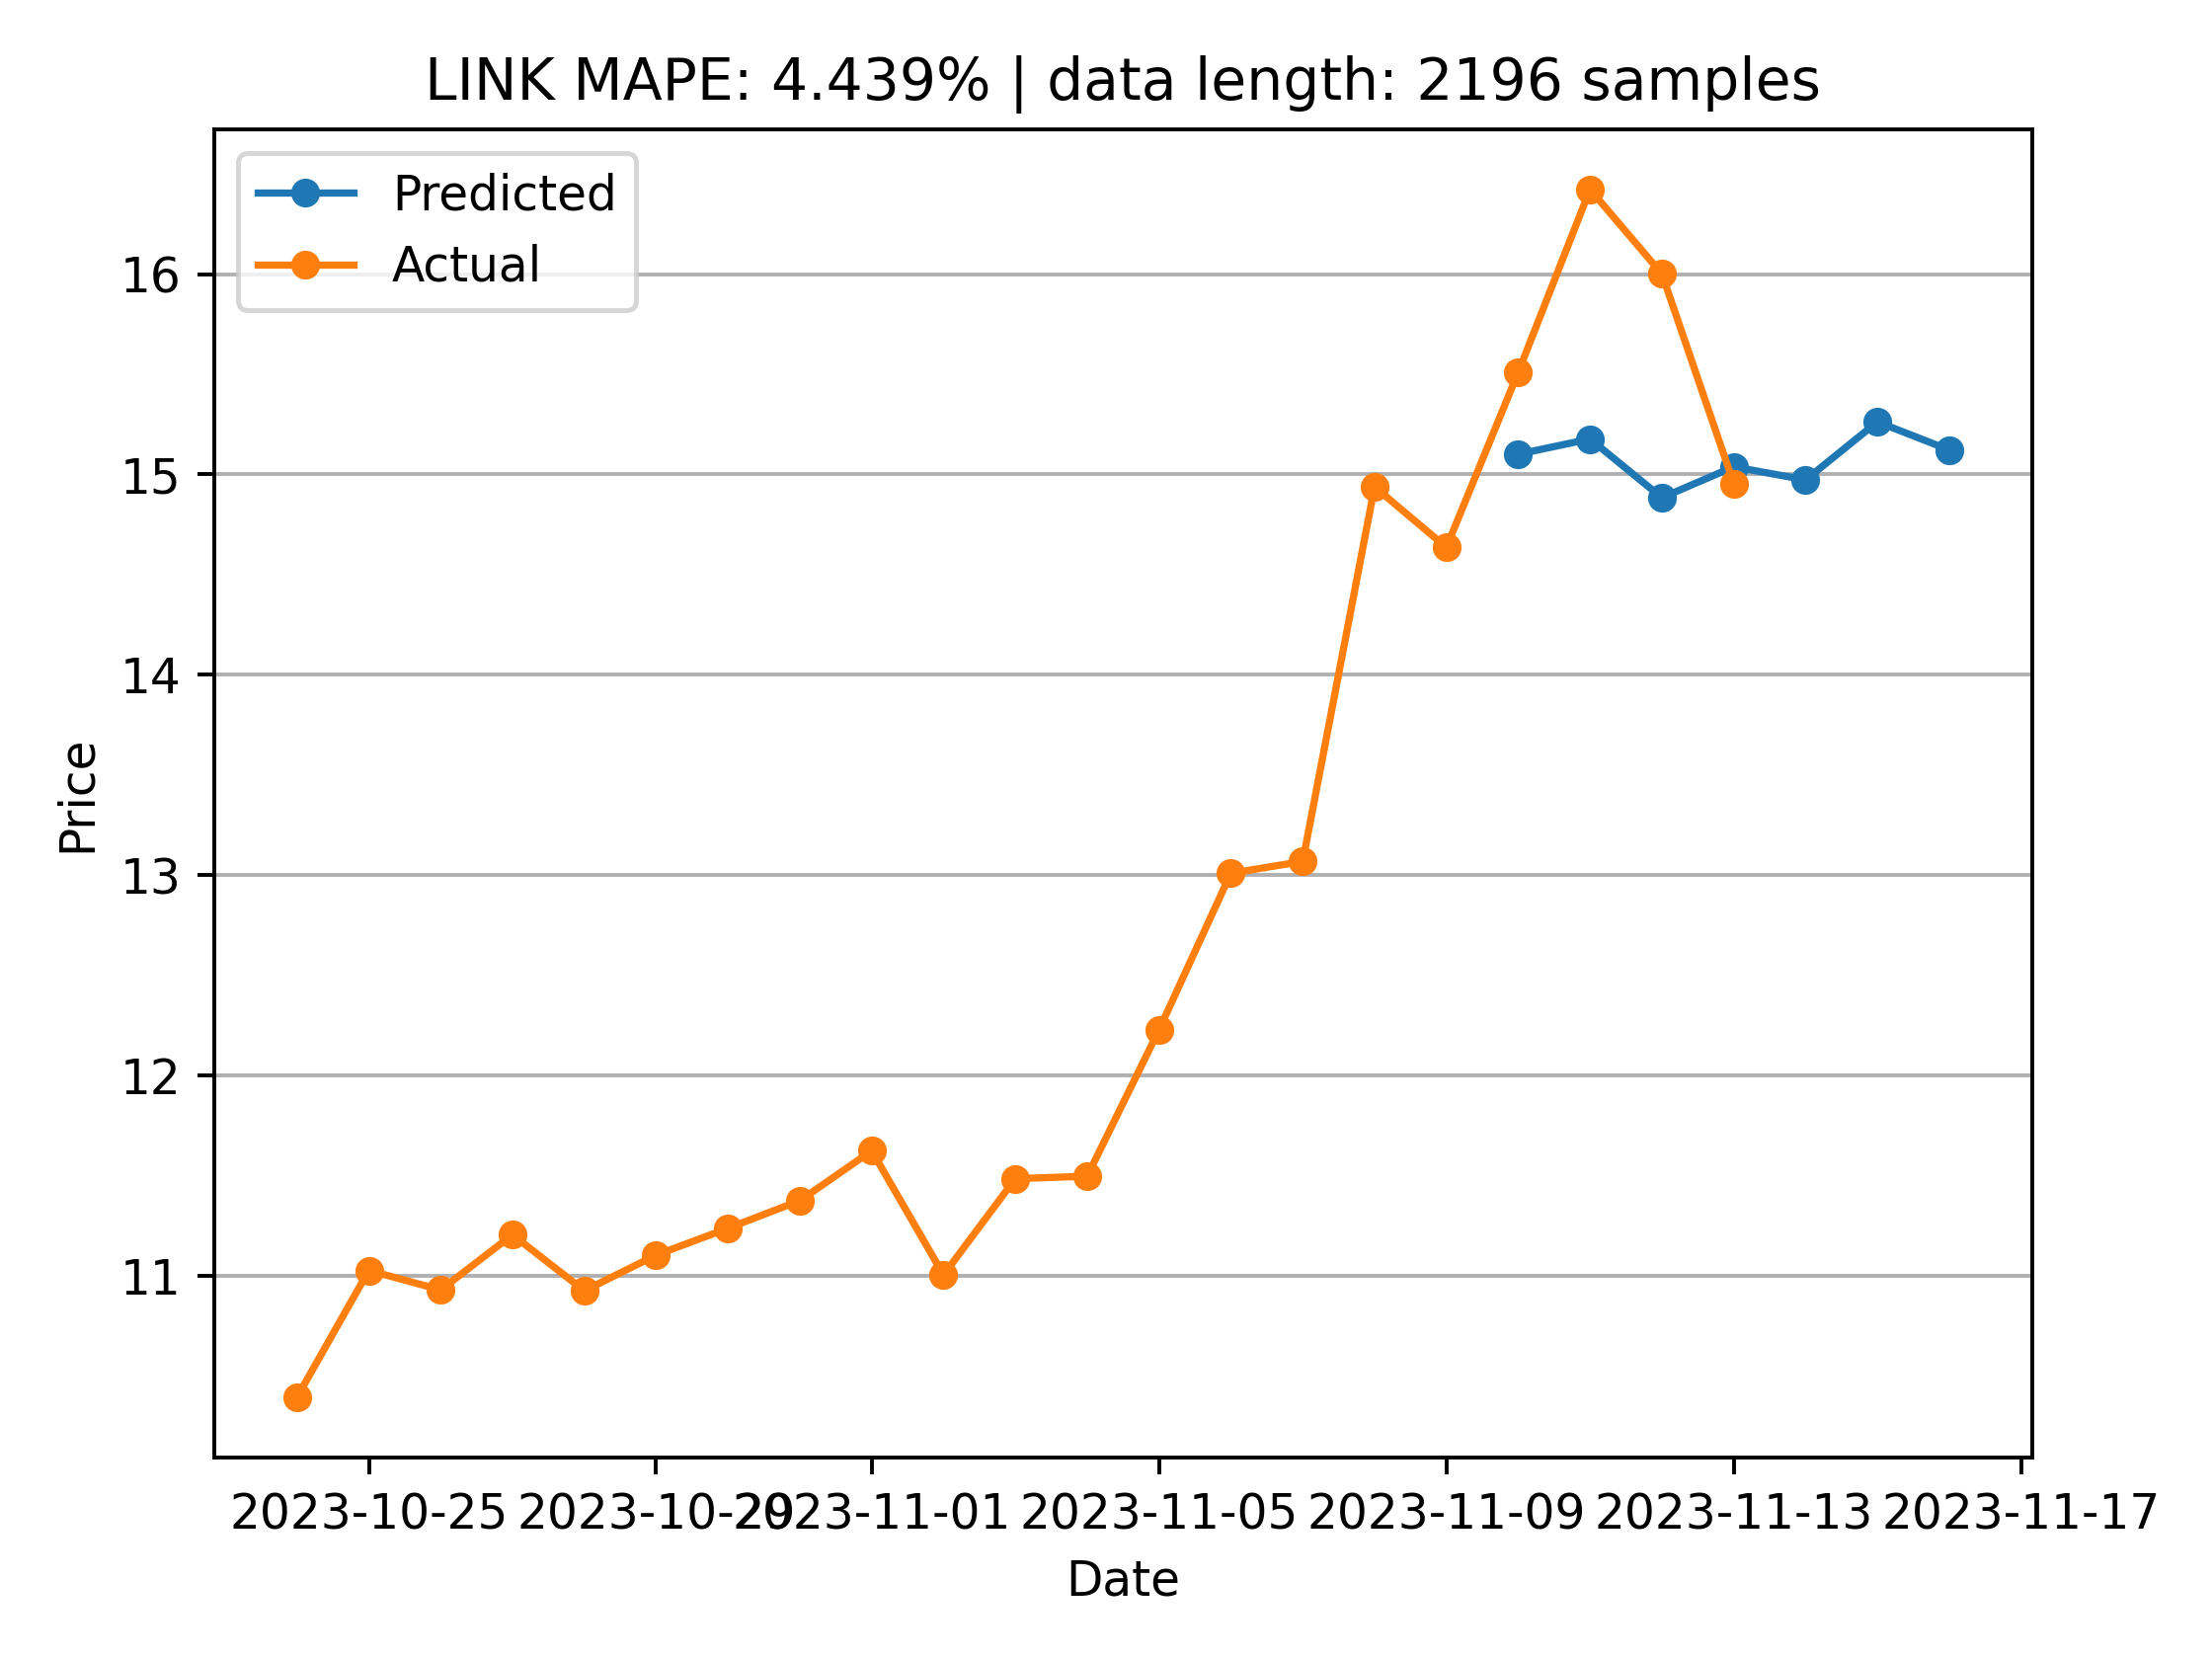 LINK MAPE: 4.439% | data length: 2196 samples
Predicted
Actual
16
15
14
13
12
11
Price
2023-10-25 2023-10-29 2023-11-01 2023-11-05 2023-11-09 2023-11-13 2023-11-17
Date